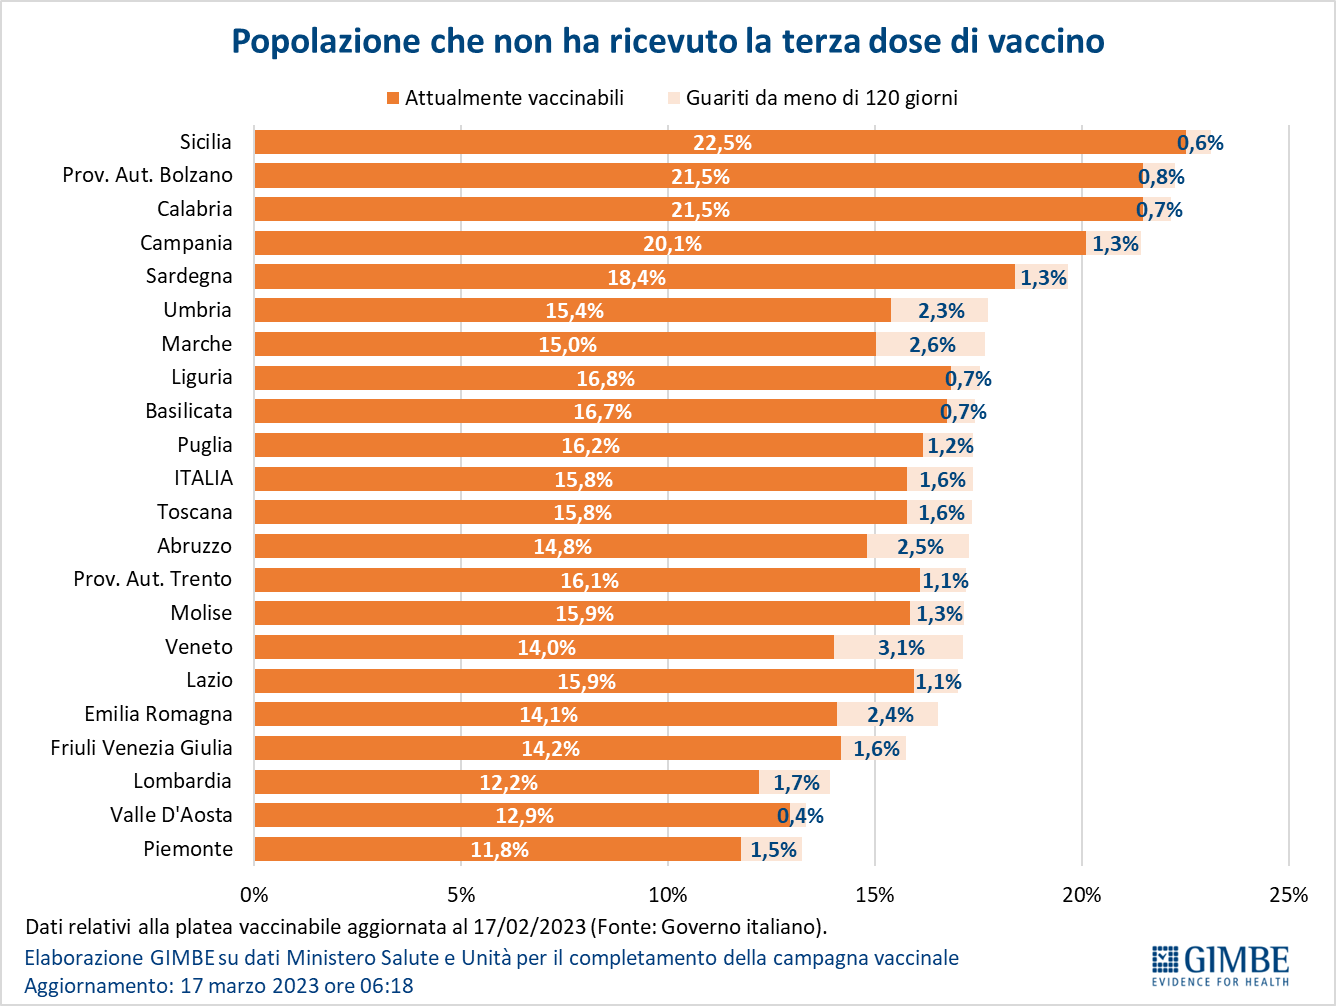 Popolazione che non ha ricevuto la terza dose di vaccino
Attualmente vaccinabili Guariti da meno di 120 giorni
Sicilia 22,5% 0,6%
Prov. Aut. Bolzano 21,5% 0,8%
Calabria 21,5% 0,7%
Campania 20,1% 1,3%
Sardegna 18,4% 1,3%
Umbria 15,4% 2,3%
Marche 15,0% 2,6%
Liguria 16,8% 0,7%
Basilicata 16,7% 0,7%
Puglia 16,2% 1,2%
ITALIA 15,8% 1,6%
Toscana 15,8% 1,6%
Abruzzo 14,8% 2,5%
Prov. Aut. Trento 16,1% 1,1%
Molise 15,9% 1,3%
Veneto 14,0% 3,1%
Lazio 15,9% 1,1%
Emilia Romagna 14,1% 2,4%
Friuli Venezia Giulia 14,2% 1,6%
Lombardia 12,2% 1,7%
Valle D'Aosta 12,9% 0,4%
Piemonte 11,8% 1,5%
0% 5% 10% 15% 20% 25%
Dati relativi alla platea vaccinabile aggiornata al 17/02/2023 (Fonte: Governo italiano).
Elaborazione GIMBE su dati Ministero Salute e Unità per il completamento della campagna vaccinale
Aggiornamento: 17 marzo 2023 ore 06:18
GIMBE
EVIDENCE FOR HEALTH